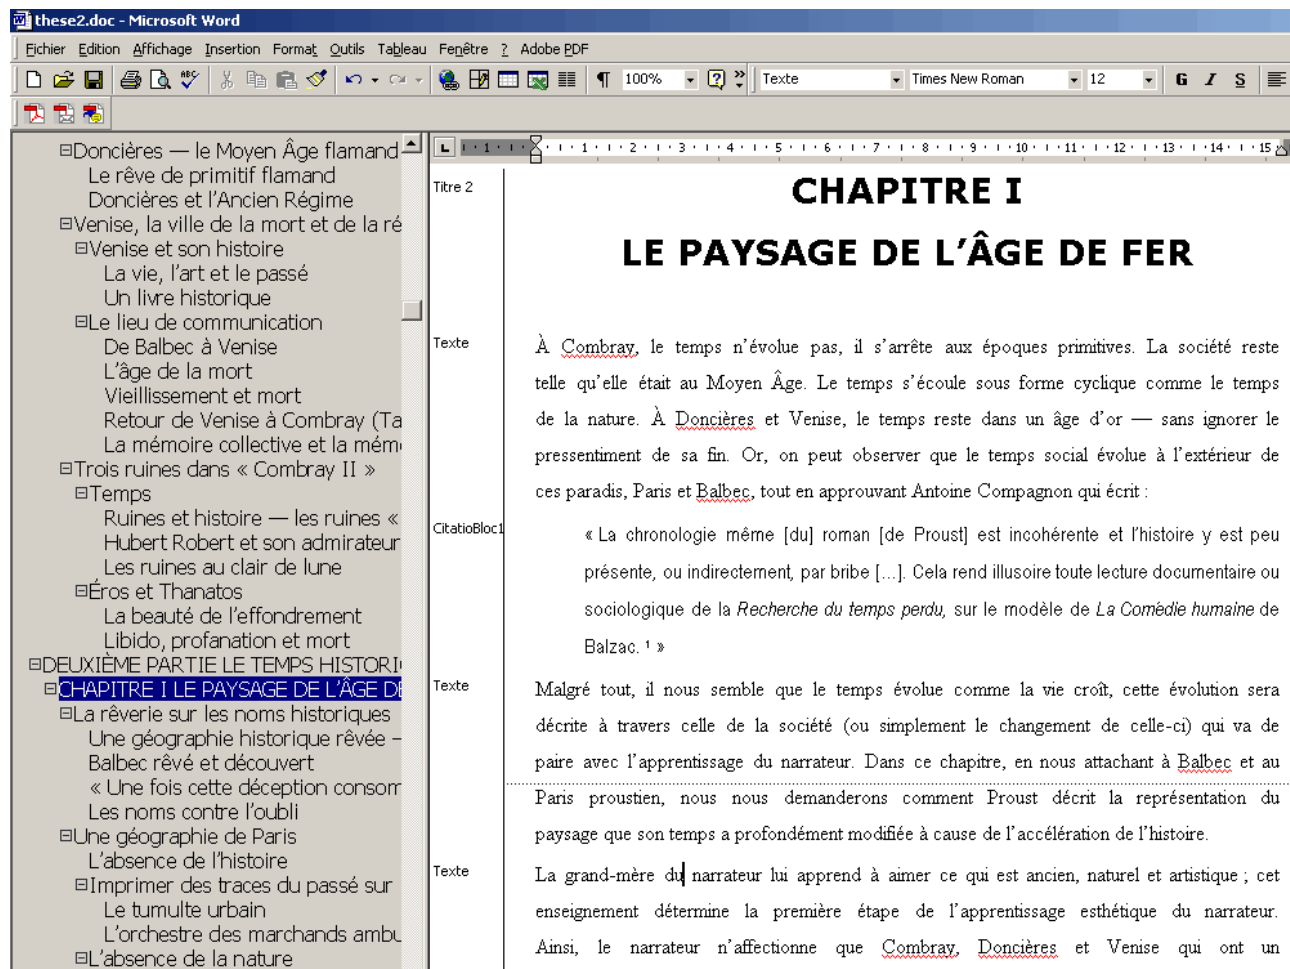 these2.doc - Microsoft Word
Fichier Edition Affichage Insertion Format Outils Tableau Fenêtre ? Adobe PDF
100% Texte Times New Roman 12 G I S
Doncières — le Moyen Âge flamand
Le rêve de primitif flamand
Doncières et l'Ancien Régime
Venise, la ville de la mort et de la ré
Venise et son histoire
La vie, l'art et le passé
Un livre historique
Le lieu de communication
De Balbec à Venise
L'âge de la mort
Vieillissement et mort
Retour de Venise à Combray (Ta
La mémoire collective et la mém
Trois ruines dans « Combray II »
Temps
Ruines et histoire — les ruines «
Hubert Robert et son admirateur
Les ruines au clair de lune
Éros et Thanatos
La beauté de l'effondrement
Libido, profanation et mort
DEUXIÈME PARTIE LE TEMPS HISTORI
CHAPITRE I LE PAYSAGE DE L'ÂGE DE
La rêverie sur les noms historiques
Une géographie historique rêvée –
Balbec rêvé et découvert
« Une fois cette déception consom
Les noms contre l'oubli
Une géographie de Paris
L'absence de l'histoire
Imprimer des traces du passé sur
Le tumulte urbain
L'orchestre des marchands ambu
L'absence de la nature
1 1 2 3 4 5 6 7 8 9 10 11 12 13 14 15
Titre 2
CHAPITRE I
LE PAYSAGE DE L'ÂGE DE FER
Texte
À Combray, le temps n'évolue pas, il s'arrête aux époques primitives. La société reste
telle qu'elle était au Moyen Âge. Le temps s'écoule sous forme cyclique comme le temps
de la nature. À Doncières et Venise, le temps reste dans un âge d'or — sans ignorer le
pressentiment de sa fin. Or, on peut observer que le temps social évolue à l'extérieur de
ces paradis, Paris et Balbec, tout en approuvant Antoine Compagnon qui écrit :
CitatioBloc1
« La chronologie même [du] roman [de Proust] est incohérente et l'histoire y est peu
présente, ou indirectement, par bribe [...]. Cela rend illusoire toute lecture documentaire ou
sociologique de la Recherche du temps perdu, sur le modèle de La Comédie humaine de
Balzac. ¹ »
Texte
Malgré tout, il nous semble que le temps évolue comme la vie croît, cette évolution sera
décrite à travers celle de la société (ou simplement le changement de celle-ci) qui va de
paire avec l'apprentissage du narrateur. Dans ce chapitre, en nous attachant à Balbec et au
Paris proustien, nous nous demanderons comment Proust décrit la représentation du
paysage que son temps a profondément modifiée à cause de l'accélération de l'histoire.
Texte
La grand-mère du narrateur lui apprend à aimer ce qui est ancien, naturel et artistique ; cet
enseignement détermine la première étape de l'apprentissage esthétique du narrateur.
Ainsi, le narrateur n'affectionne que Combray, Doncières et Venise qui ont un